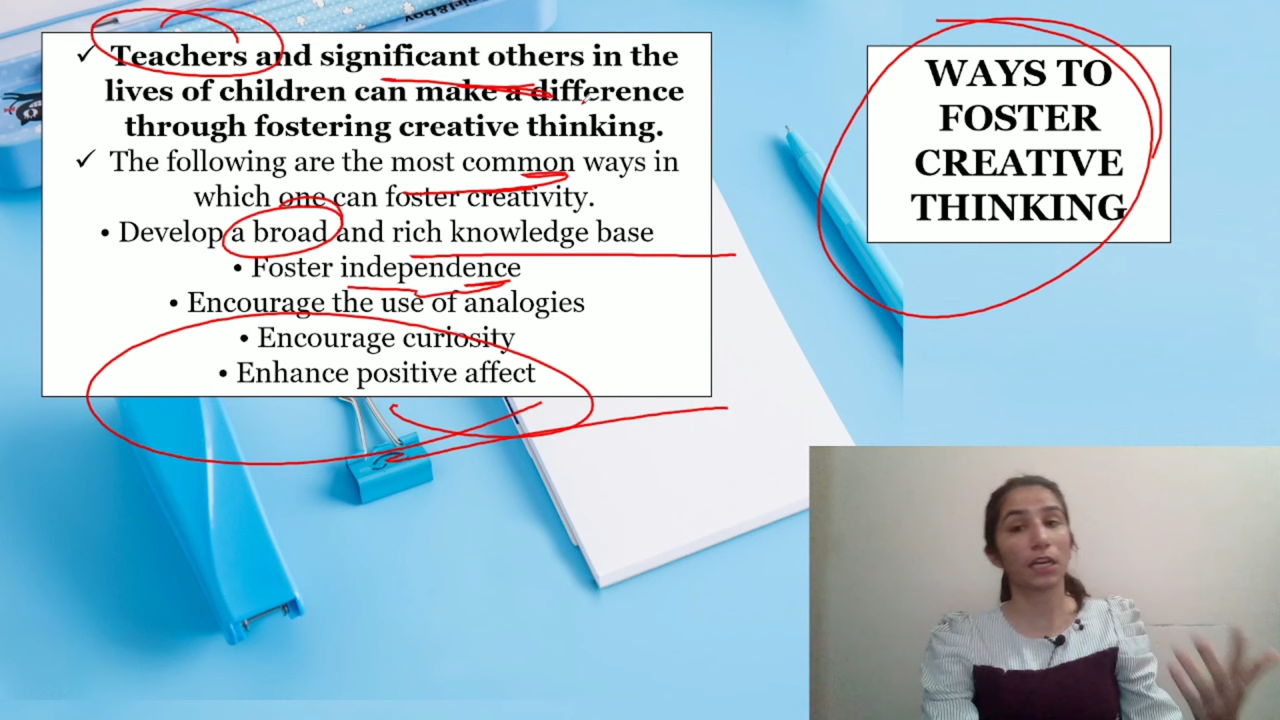 ✓ Teachers and significant others in the
lives of children can make a difference
through fostering creative thinking.
✓ The following are the most common ways in
which one can foster creativity.
• Develop a broad and rich knowledge base
• Foster independence
• Encourage the use of analogies
• Encourage curiosity
• Enhance positive affect
WAYS TO
FOSTER
CREATIVE
THINKING